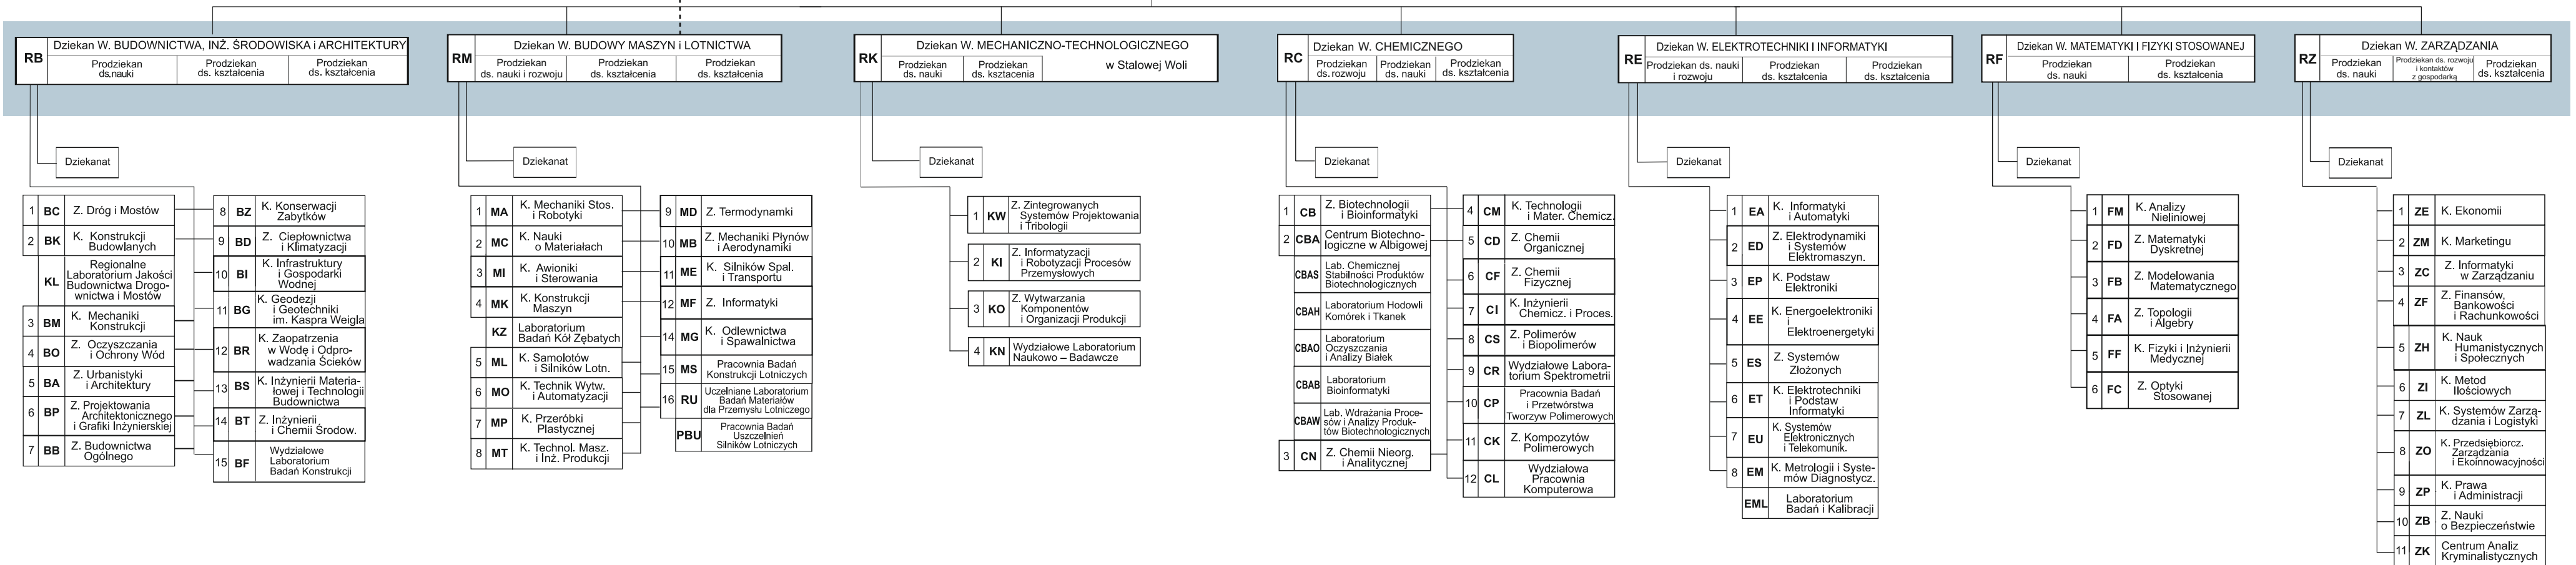 RB
Dziekan W. BUDOWNICTWA, INŻ. ŚRODOWISKA i ARCHITEKTURY
Prodziekan
ds,nauki
Prodziekan
ds. kształcenia
Prodziekan
ds. kształcenia
Dziekanat
1 BC Z. Dróg i Mostów
2 BK K. Konstrukcji
Budowlanych
KL Regionalne
Laboratorium Jakości
Budownictwa Drogo-
wnictwa i Mostów
3 BM K. Mechaniki
Konstrukcji
4 BO Z. Oczyszczania
i Ochrony Wód
5 BA Z. Urbanistyki
i Architektury
6 BP Z. Projektowania
Architektonicznego
i Grafiki Inżynierskiej
7 BB Z. Budownictwa
Ogólnego
8 BZ K. Konserwacji
Zabytków
9 BD Z. Ciepłownictwa
i Klimatyzacji
10 BI K. Infrastruktury
i Gospodarki
Wodnej
11 BG K. Geodezji
i Geotechniki
im. Kaspra Weigla
12 BR K. Zaopatrzenia
w Wodę i Odpro-
wadzania Ścieków
13 BS K. Inżynierii Materia-
łowej i Technologii
Budownictwa
14 BT Z. Inżynierii
i Chemii Środow.
15 BF Wydziałowe
Laboratorium
Badań Konstrukcji
RM
Dziekan W. BUDOWY MASZYN i LOTNICTWA
Prodziekan
ds. nauki i rozwoju
Prodziekan
ds. kształcenia
Prodziekan
ds. kształcenia
Dziekanat
1 MA K. Mechaniki Stos.
i Robotyki
2 MC K. Nauki
o Materiałach
3 MI K. Awioniki
i Sterowania
4 MK K. Konstrukcji
Maszyn
KZ Laboratorium
Badań Kół Zębatych
5 ML K. Samolotów
i Silników Lotn.
6 MO K. Technik Wytw.
i Automatyzacji
7 MP K. Przeróbki
Plastycznej
8 MT K. Technol. Masz.
i Inż. Produkcji
9 MD Z. Termodynamki
10 MB Z. Mechaniki Płynów
i Aerodynamiki
11 ME K. Silników Spal.
i Transportu
12 MF Z. Informatyki
14 MG K. Odlewnictwa
i Spawalnictwa
15 MS Pracownia Badań
Konstrukcji Lotniczych
16 RU Uczelniane Laboratorium
Badań Materiałów
dla Przemysłu Lotniczego
PBU Pracownia Badań
Uszczelnień
Silników Lotniczych
RK
Dziekan W. MECHANICZNO-TECHNOLOGICZNEGO
Prodziekan
ds. nauki
Prodziekan
ds. ksztacenia
w Stalowej Woli
Dziekanat
1 KW Z. Zintegrowanych
Systemów Projektowania
i Tribologii
2 KI Z. Informatyzacji
i Robotyzacji Procesów
Przemysłowych
3 KO Z. Wytwarzania
Komponentów
i Organizacji Produkcji
4 KN Wydziałowe Laboratorium
Naukowo – Badawcze
RC
Dziekan W. CHEMICZNEGO
Prodziekan
ds. rozwoju
Prodziekan
ds. nauki
Prodziekan
ds. kształcenia
Dziekanat
1 CB Z. Biotechnologii
i Bioinformatyki
2 CBA Centrum Biotechno-
logiczne w Albigowej
CBAS Lab. Chemicznej
Stabilności Produktów
Biotechnologicznych
CBAH Laboratorium Hodowli
Komórek i Tkanek
CBAO Laboratorium
Oczyszczania
i Analizy Białek
CBAB Laboratorium
Bioinformatyki
CBAW Lab. Wdrażania Proce-
sów i Analizy Produk-
tów Biotechnologicznych
3 CN Z. Chemii Nieorg.
i Analitycznej
4 CM K. Technologii
i Mater. Chemicz.
5 CD Z. Chemii
Organicznej
6 CF Z. Chemii
Fizycznej
7 CI K. Inżynierii
Chemicz. i Proces.
8 CS Z. Polimerów
i Biopolimerów
9 CR Wydziałowe Labora-
torium Spektrometrii
10 CP Pracownia Badań
i Przetwórstwa
Tworzyw Polimerowych
11 CK Z. Kompozytów
Polimerowych
12 CL Wydziałowa
Pracownia
Komputerowa
RE
Dziekan W. ELEKTROTECHNIKI I INFORMATYKI
Prodziekan ds. nauki
i rozwoju
Prodziekan
ds. kształcenia
Prodziekan
ds. kształcenia
Dziekanat
1 EA K. Informatyki
i Automatyki
2 ED Z. Elektrodynamiki
i Systemów
Elektromaszyn.
3 EP K. Podstaw
Elektroniki
4 EE K. Energoelektroniki
i
Elektroenergetyki
5 ES Z. Systemów
Złożonych
6 ET K. Elektrotechniki
i Podstaw
Informatyki
7 EU K. Systemów
Elektronicznych
i Telekomunik.
8 EM K. Metrologii i Syste-
mów Diagnostycz.
EML Laboratorium
Badań i Kalibracji
RF
Dziekan W. MATEMATYKI I FIZYKI STOSOWANEJ
Prodziekan
ds. nauki
Prodziekan
ds. kształcenia
Dziekanat
1 FM K. Analizy
Nieliniowej
2 FD Z. Matematyki
Dyskretnej
3 FB Z. Modelowania
Matematycznego
4 FA Z. Topologii
i Algebry
5 FF K. Fizyki i Inżynierii
Medycznej
6 FC Z. Optyki
Stosowanej
RZ
Dziekan W. ZARZĄDZANIA
Prodziekan
ds. nauki
Prodziekan ds. rozwoju
i kontaktów
z gospodarką
Prodziekan
ds. kształcenia
Dziekanat
1 ZE K. Ekonomii
2 ZM K. Marketingu
3 ZC Z. Informatyki
w Zarządzaniu
4 ZF Z. Finansów,
Bankowości
i Rachunkowości
5 ZH K. Nauk
Humanistycznych
i Społecznych
6 ZI K. Metod
Ilościowych
7 ZL K. Systemów Zarzą-
dzania i Logistyki
8 ZO K. Przedsiębiorcz.
Zarządzania
i Ekoinnowacyjności
9 ZP K. Prawa
i Administracji
10 ZB Z. Nauki
o Bezpieczeństwie
11 ZK Centrum Analiz
Kryminalistycznych